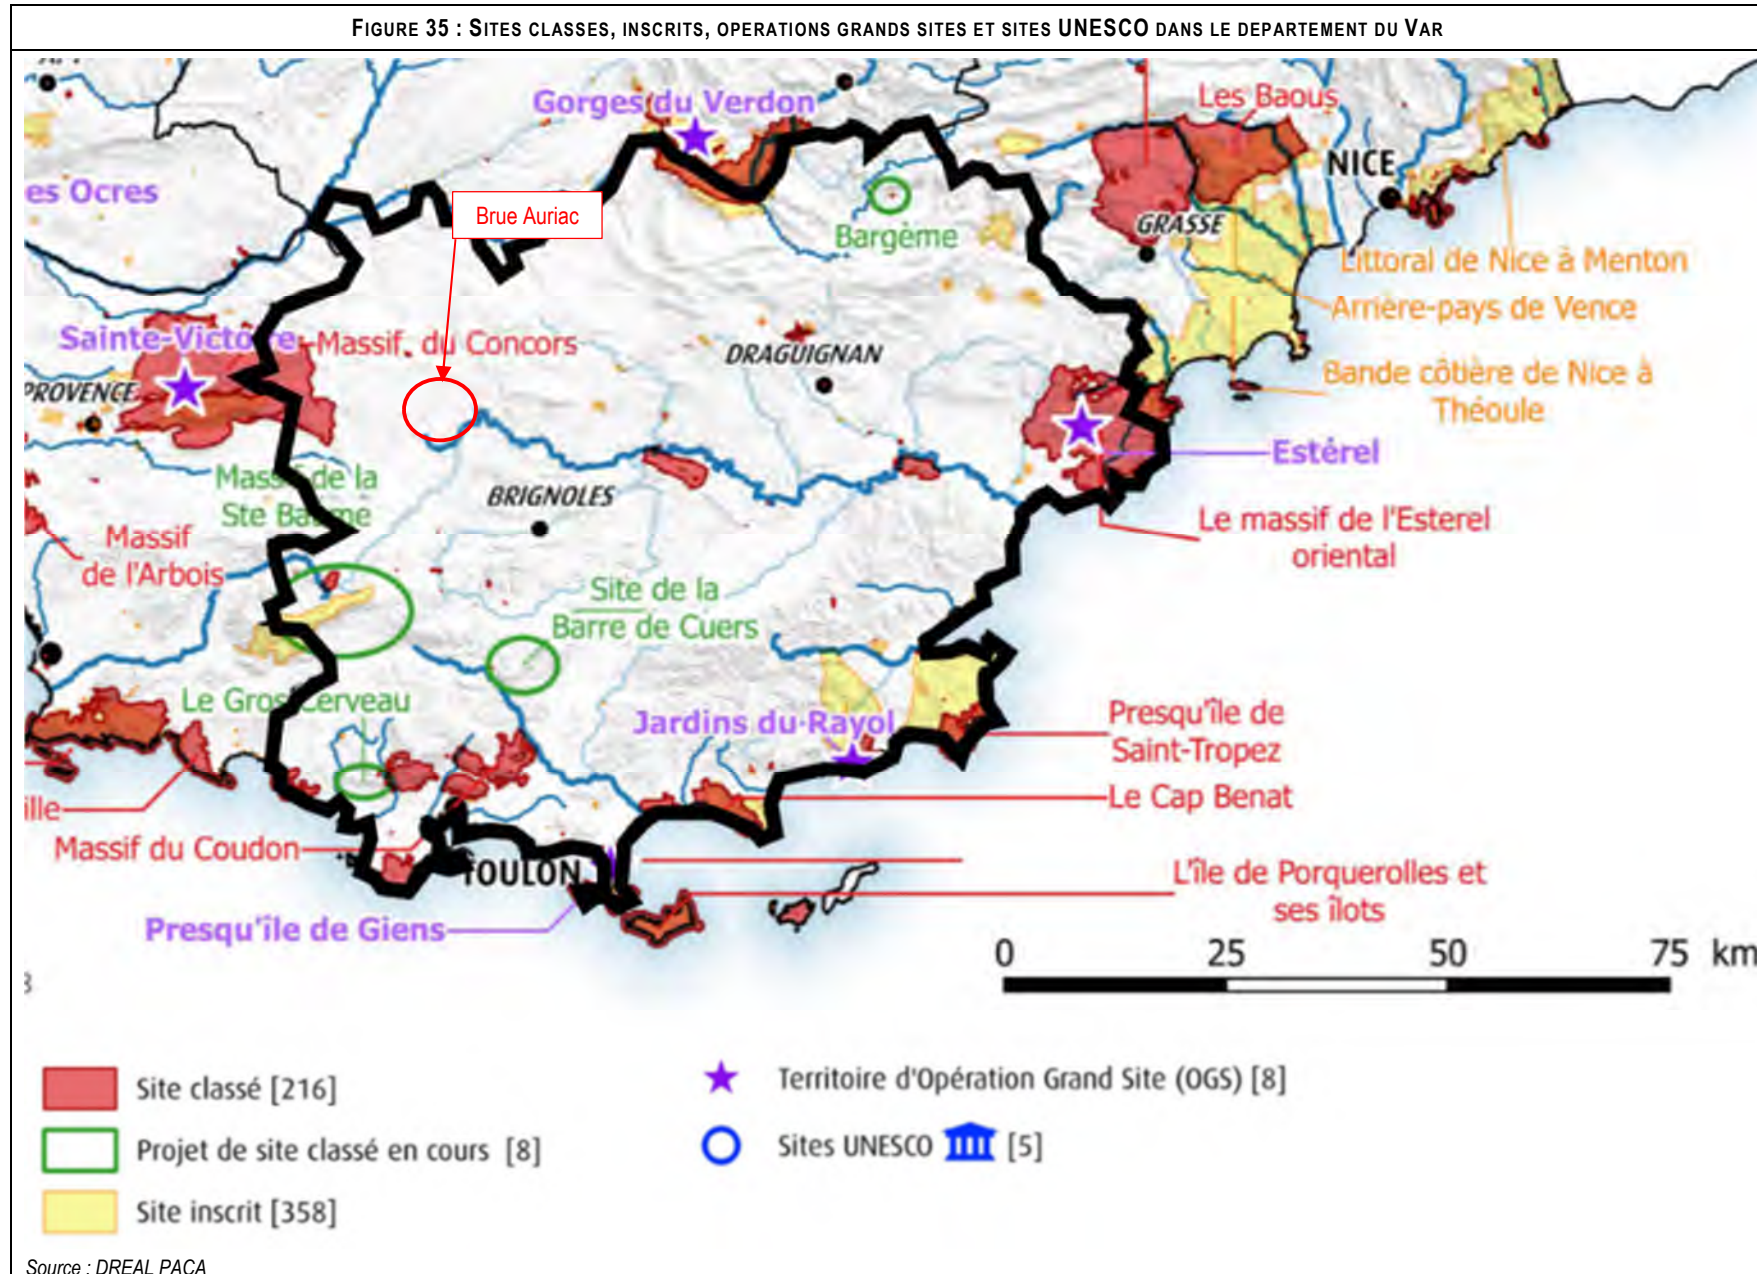 FIGURE 35 : SITES CLASSES, INSCRITS, OPERATIONS GRANDS SITES ET SITES UNESCO DANS LE DEPARTEMENT DU VAR
Gorges du Verdon
Les Baous
NICE
es Ocres
Brue Auriac
Bargème
GRASSE
Littoral de Nice à Menton
Arrière-pays de Vence
Sainte-Victoire
Massif du Concors
DRAGUIGNAN
PROVENCE
Bande côtière de Nice à
Théoule
Estérel
Massif de la
Ste Baume
BRIGNOLES
Massif
de l'Arbois
Le massif de l'Esterel
oriental
Site de la
Barre de Cuers
Le Gros Cerveau
Jardins du Rayol
Presqu'île de
Saint-Tropez
ille
Le Cap Benat
Massif du Coudon
TOULON
L'île de Porquerolles et
ses îlots
Presqu'île de Giens
0 25 50 75 km
Site classé [216]
Territoire d'Opération Grand Site (OGS) [8]
Projet de site classé en cours [8]
Sites UNESCO [5]
Site inscrit [358]
Source : DREAL PACA